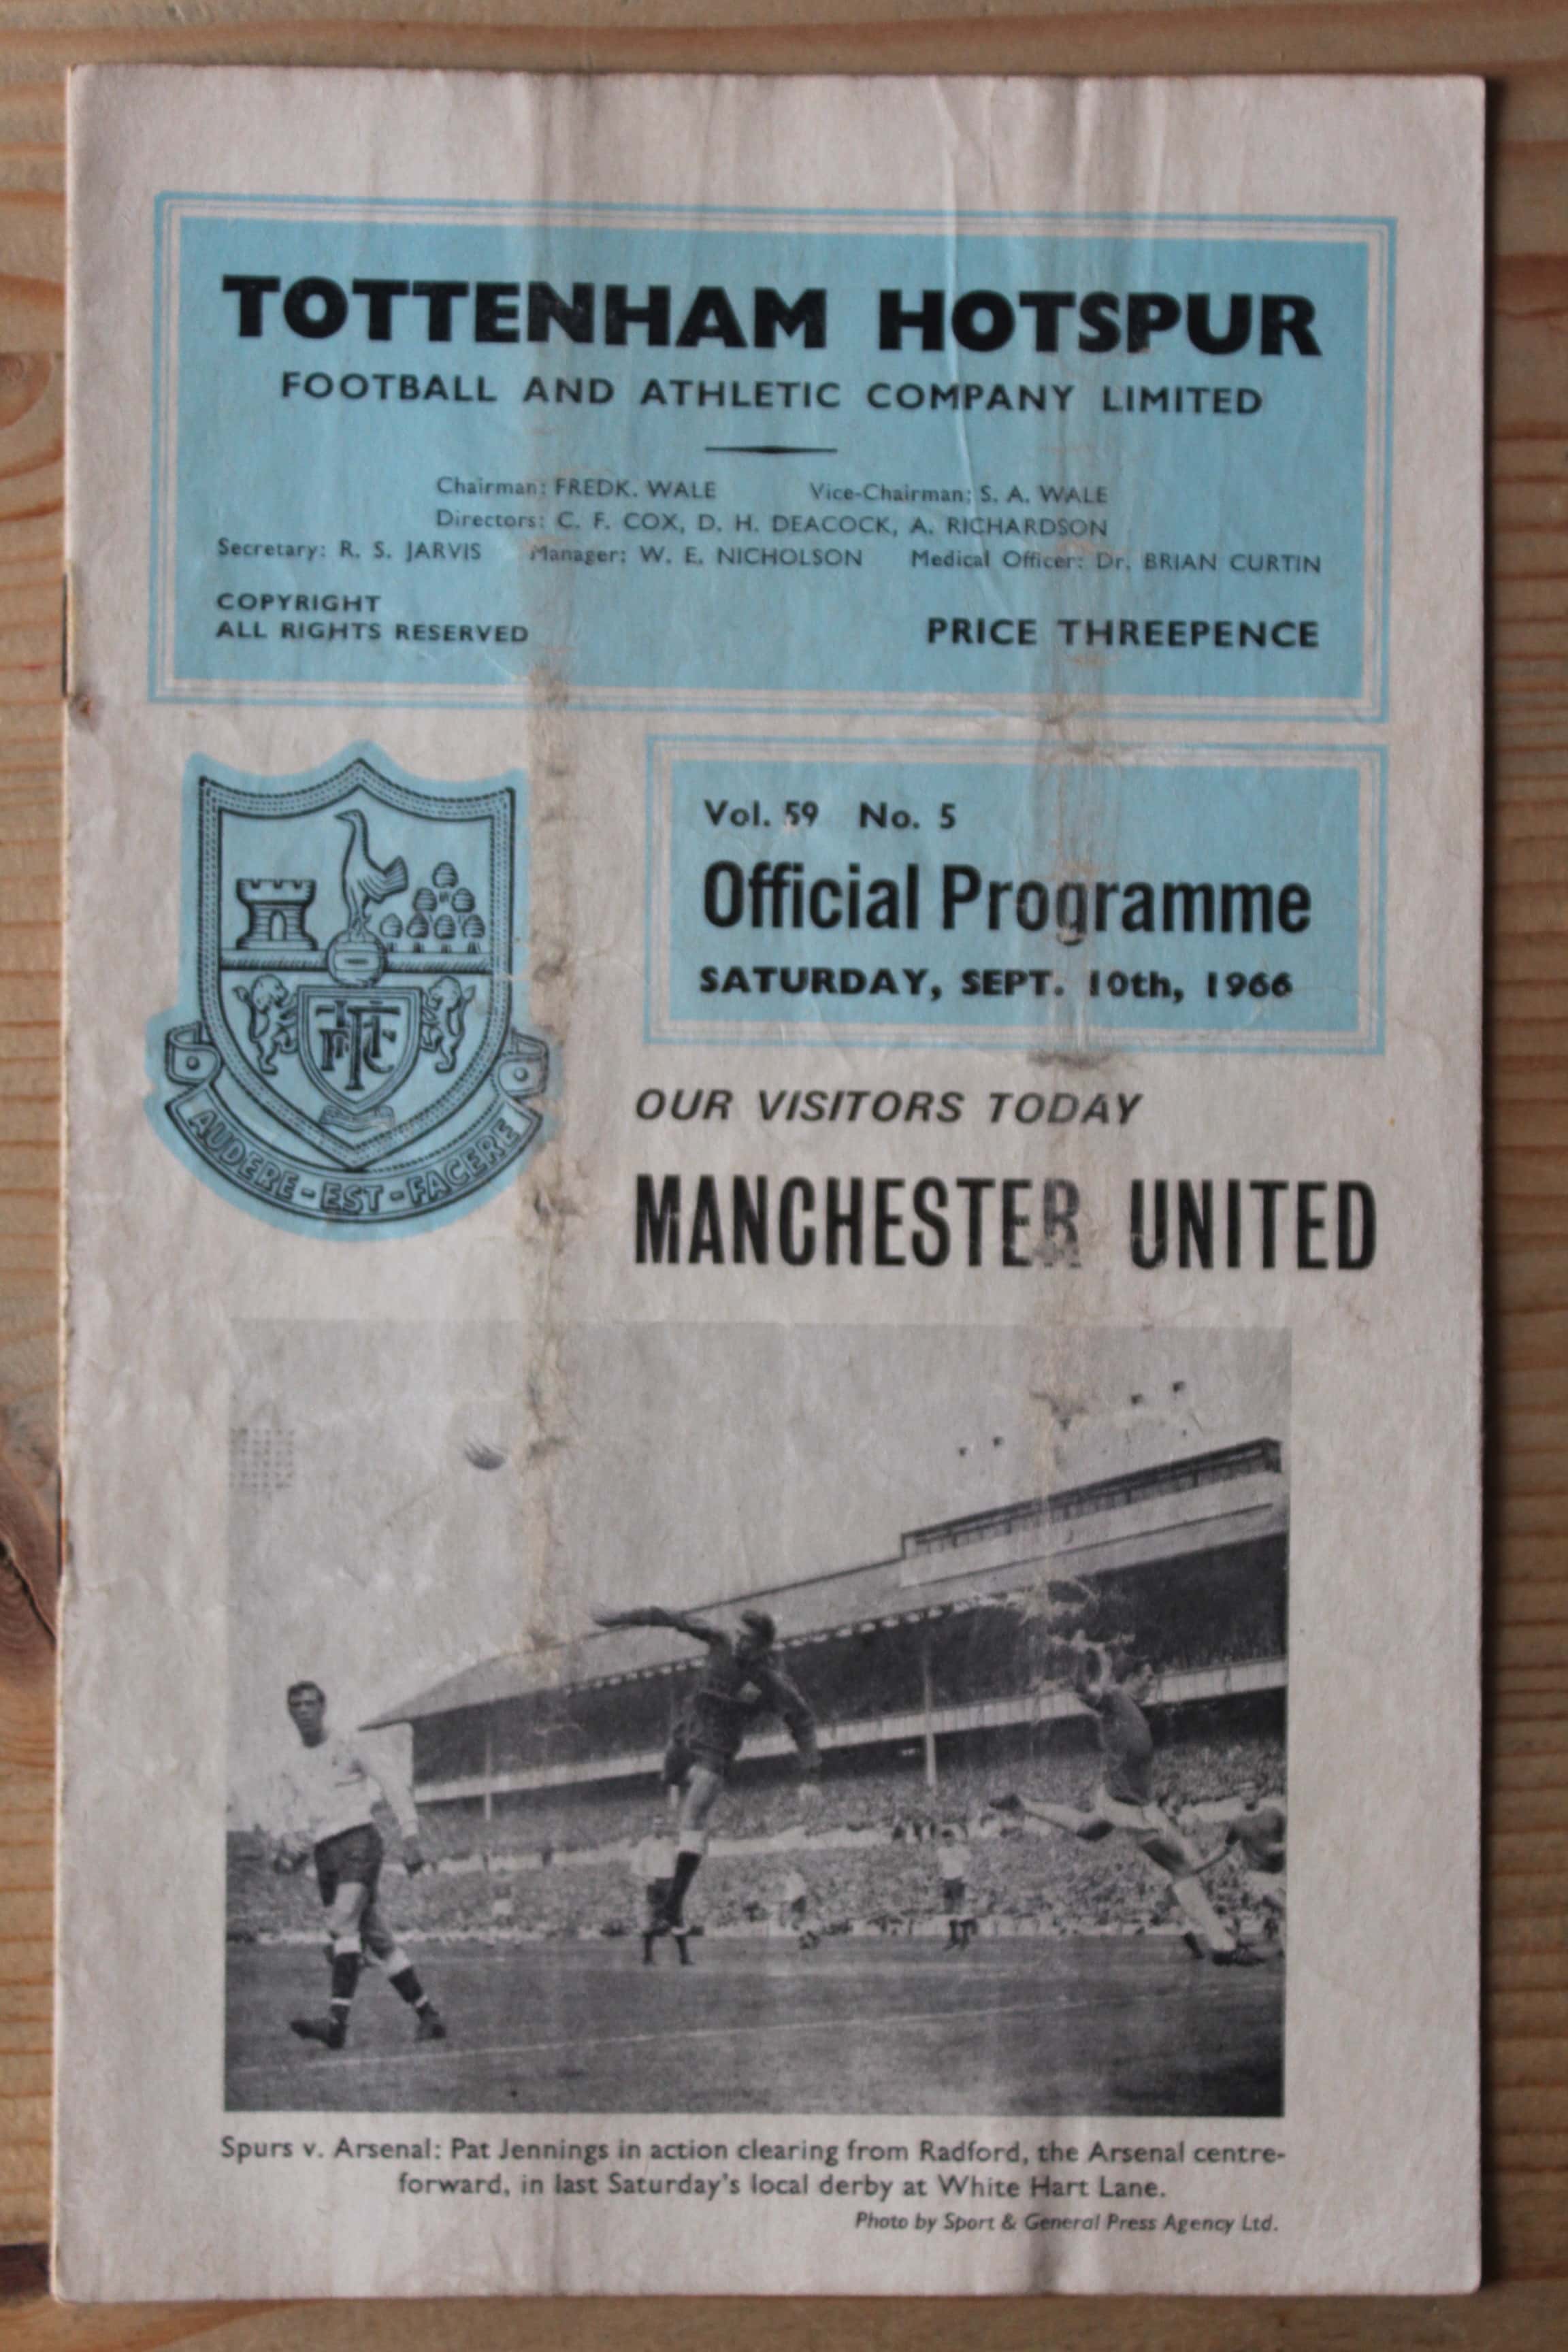 TOTTENHAM HOTSPUR
FOOTBALL AND ATHLETIC COMPANY LIMITED
Chairman: FREDK. WALE Vice-Chairman: S. A. WALE
Directors: C. F. COX, D. H. DEACOCK, A. RICHARDSON
Secretary: R. S. JARVIS Manager: W. E. NICHOLSON Medical Officer: Dr. BRIAN CURTIN
COPYRIGHT
ALL RIGHTS RESERVED
PRICE THREEPENCE
Vol. 59 No. 5
Official Programme
SATURDAY, SEPT. 10th, 1966
AUDERE-EST-FACERE
OUR VISITORS TODAY
MANCHESTER UNITED
Spurs v. Arsenal: Pat Jennings in action clearing from Radford, the Arsenal centre-
forward, in last Saturday's local derby at White Hart Lane.
Photo by Sport & General Press Agency Ltd.